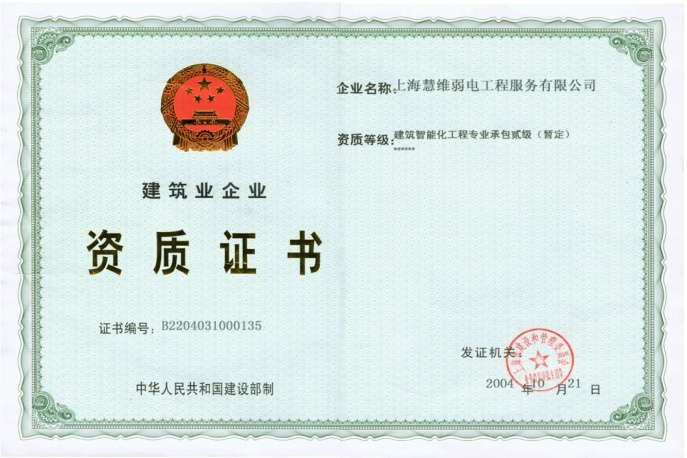 建筑业企业
资质证书
证书编号：B2204031000135
中华人民共和国建设部制
企业名称：上海慧维弱电工程服务有限公司
资质等级：建筑智能化工程专业承包贰级（暂定）
******
发证机关：
2004 年 10 月 21 日